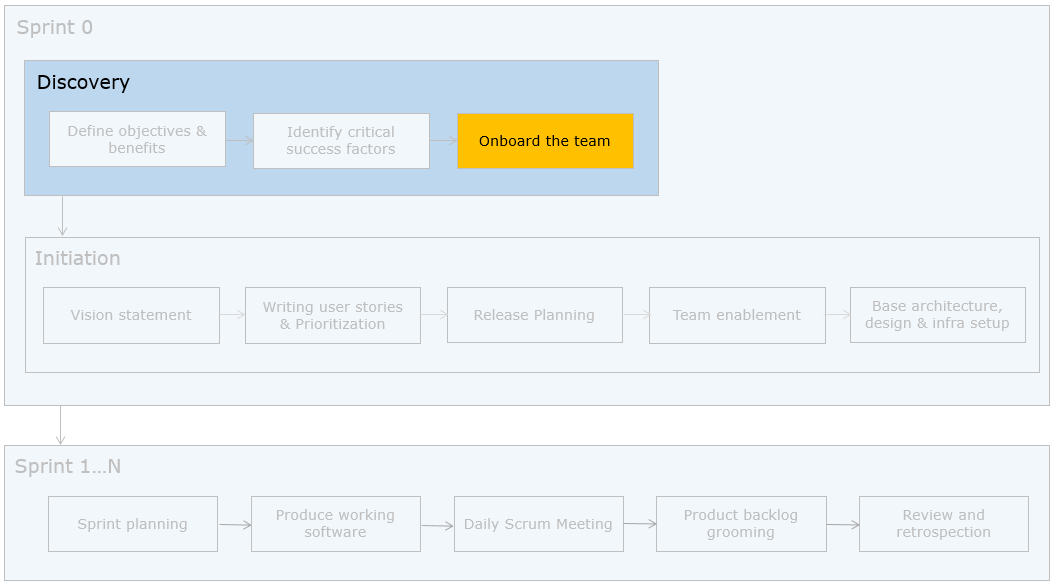 Sprint 0
Discovery
Define objectives &
benefits
Identify critical
success factors
Onboard the team
Initiation
Vision statement
Writing user stories
& Prioritization
Release Planning
Team enablement
Base architecture,
design & infra setup
Sprint 1…N
Sprint planning
Produce working
software
Daily Scrum Meeting
Product backlog
grooming
Review and
retrospection